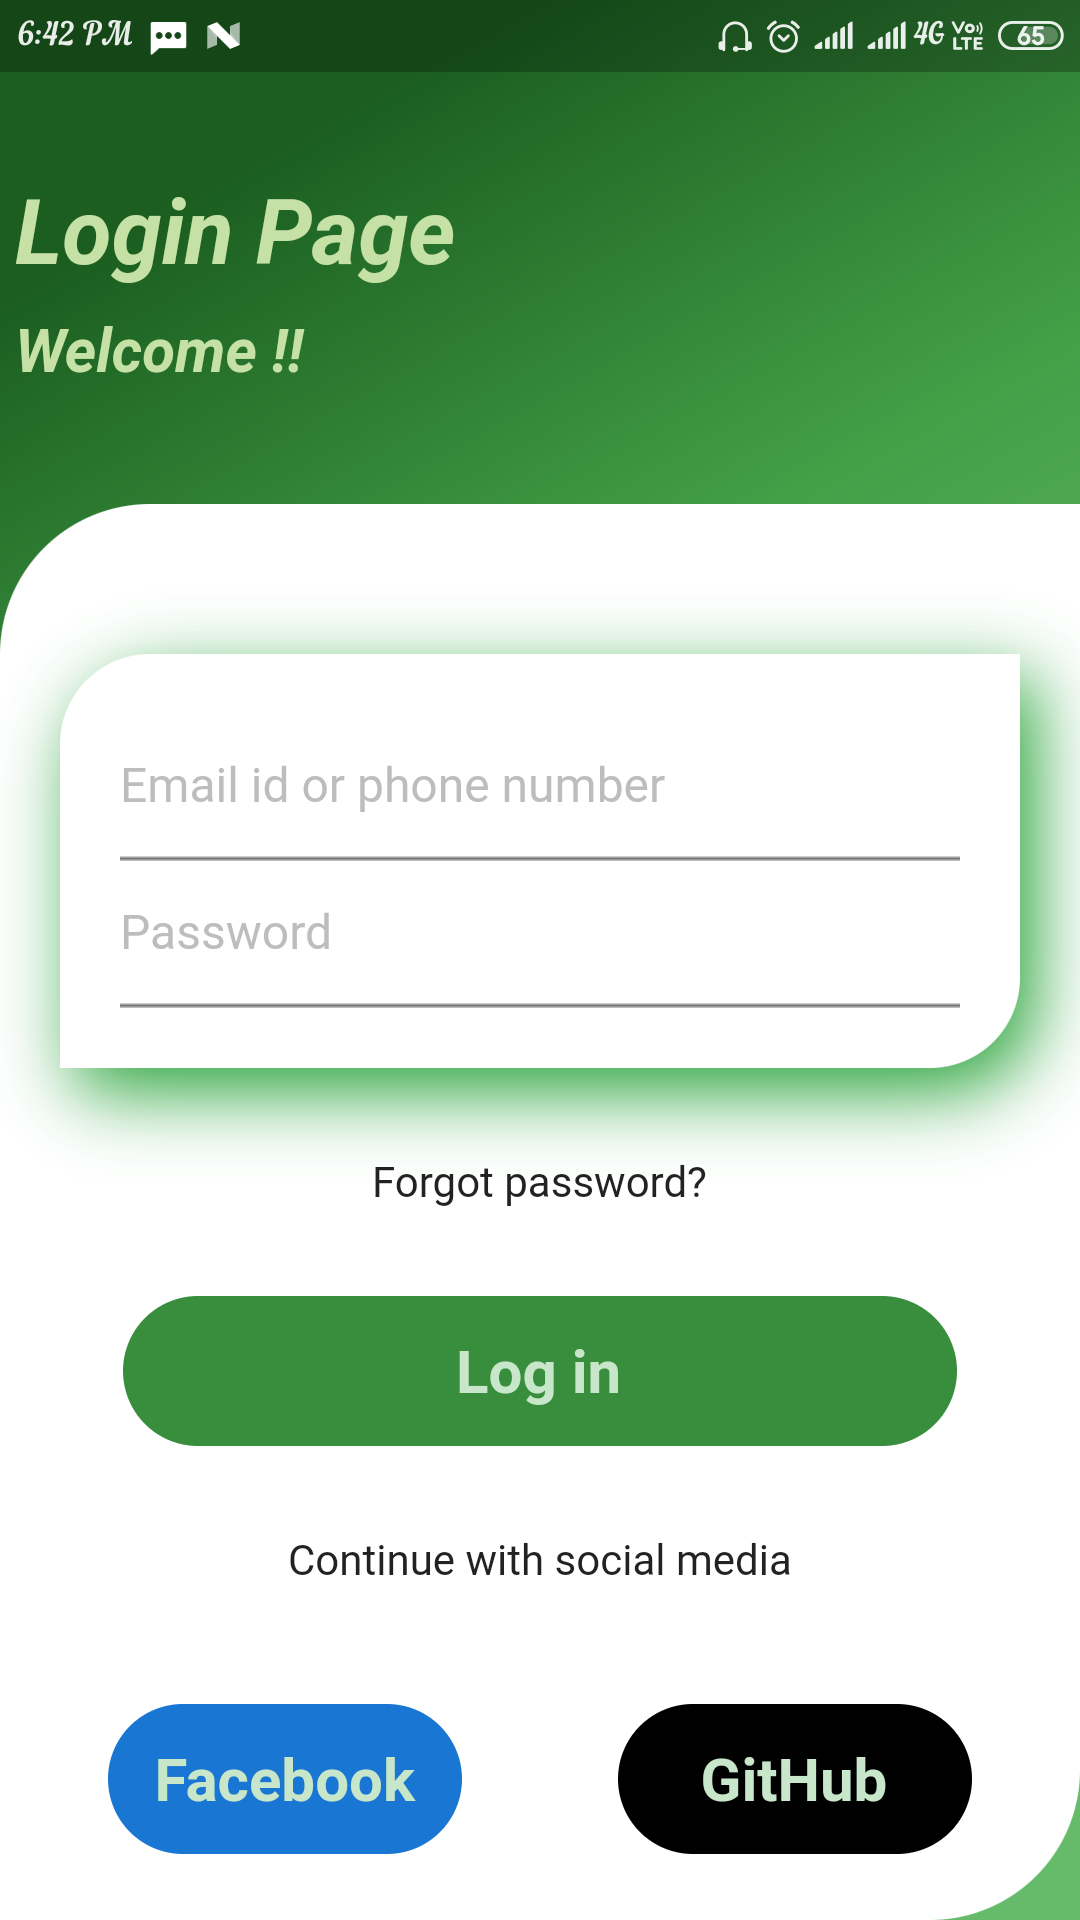 6:42 PM 4G VoLTE 65
Login Page
Welcome !!
Email id or phone number
Password
Forgot password?
Log in
Continue with social media
Facebook GitHub